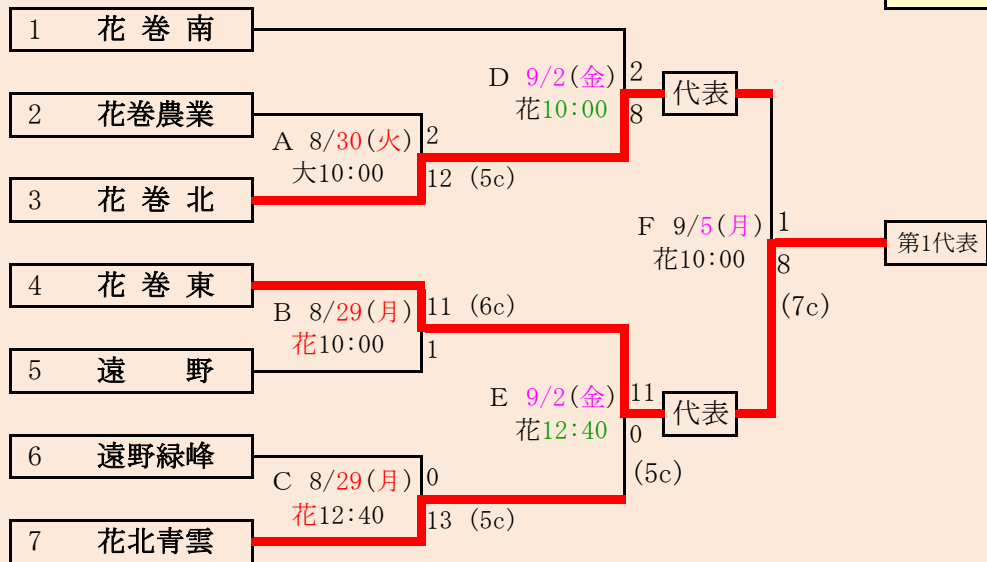 1 花巻南
D 9/2(金) 2
花10:00 8
代表
2 花巻農業
A 8/30(火) 2
大10:00
12 (5c)
3 花巻北
F 9/5(月) 1
花10:00 8
(7c)
第1代表
4 花巻東
B 8/29(月) 11 (6c)
花10:00 1
5 遠野
E 9/2(金) 11
花12:40 0
(5c)
代表
6 遠野緑峰
C 8/29(月) 0
花12:40 13 (5c)
7 花北青雲